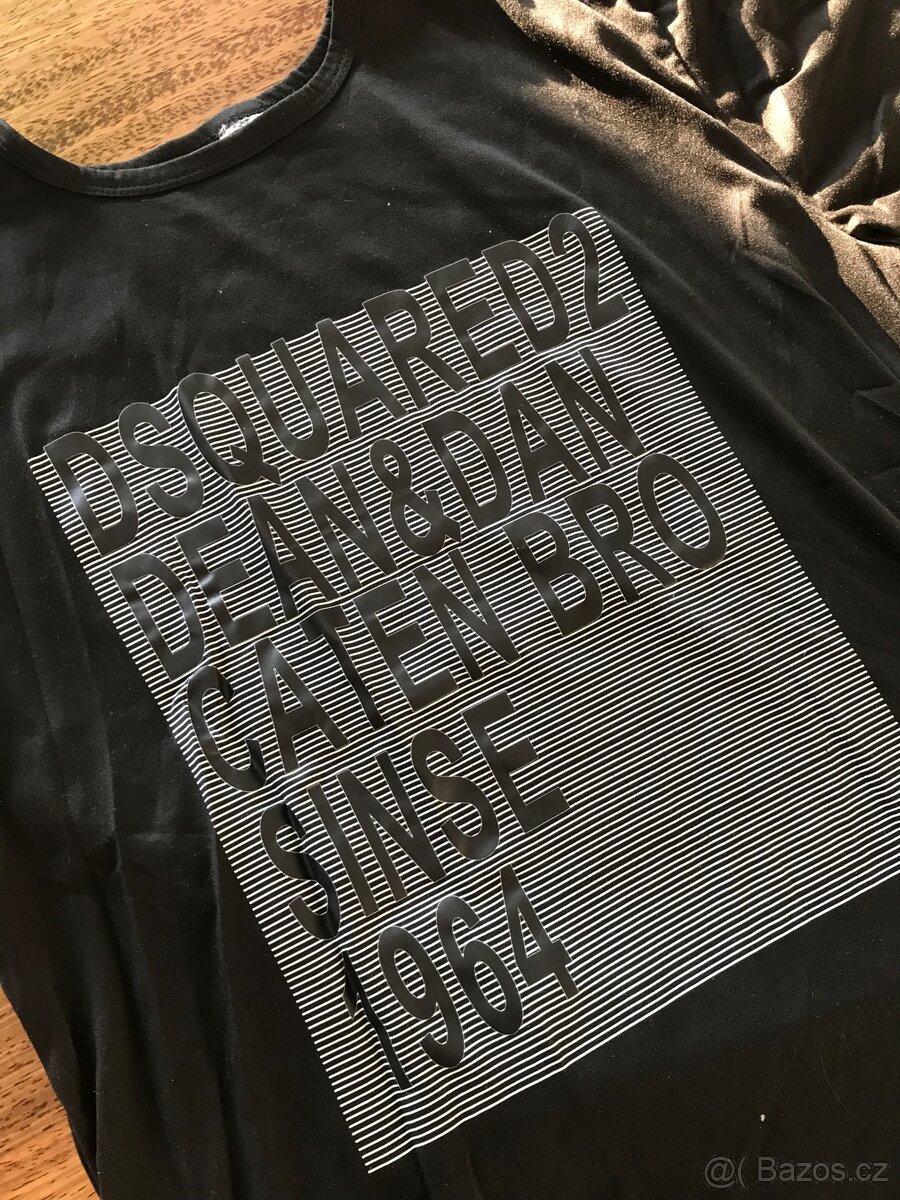 DSQUARED2
DEAN&DAN
CATEN BRO
SINSE
1964
@( Bazos.cz